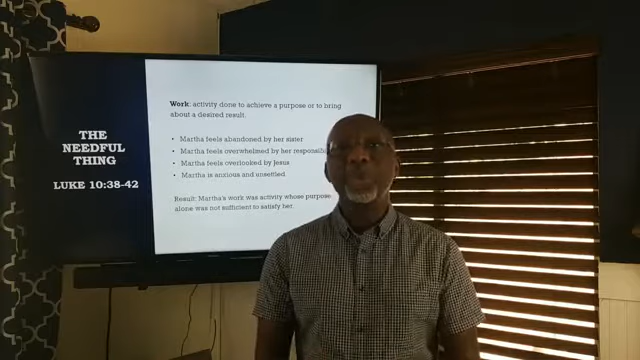 THE
NEEDFUL
THING
LUKE 10:38-42
Work: activity done to achieve a purpose or to bring
about a desired result.
• Martha feels abandoned by her sister
• Martha feels overwhelmed by her
• Martha feels overlooked by Jesus
• Martha is anxious and unsettled.
Result: Martha's work was activity whose purpose
alone was not sufficient to satisfy her.